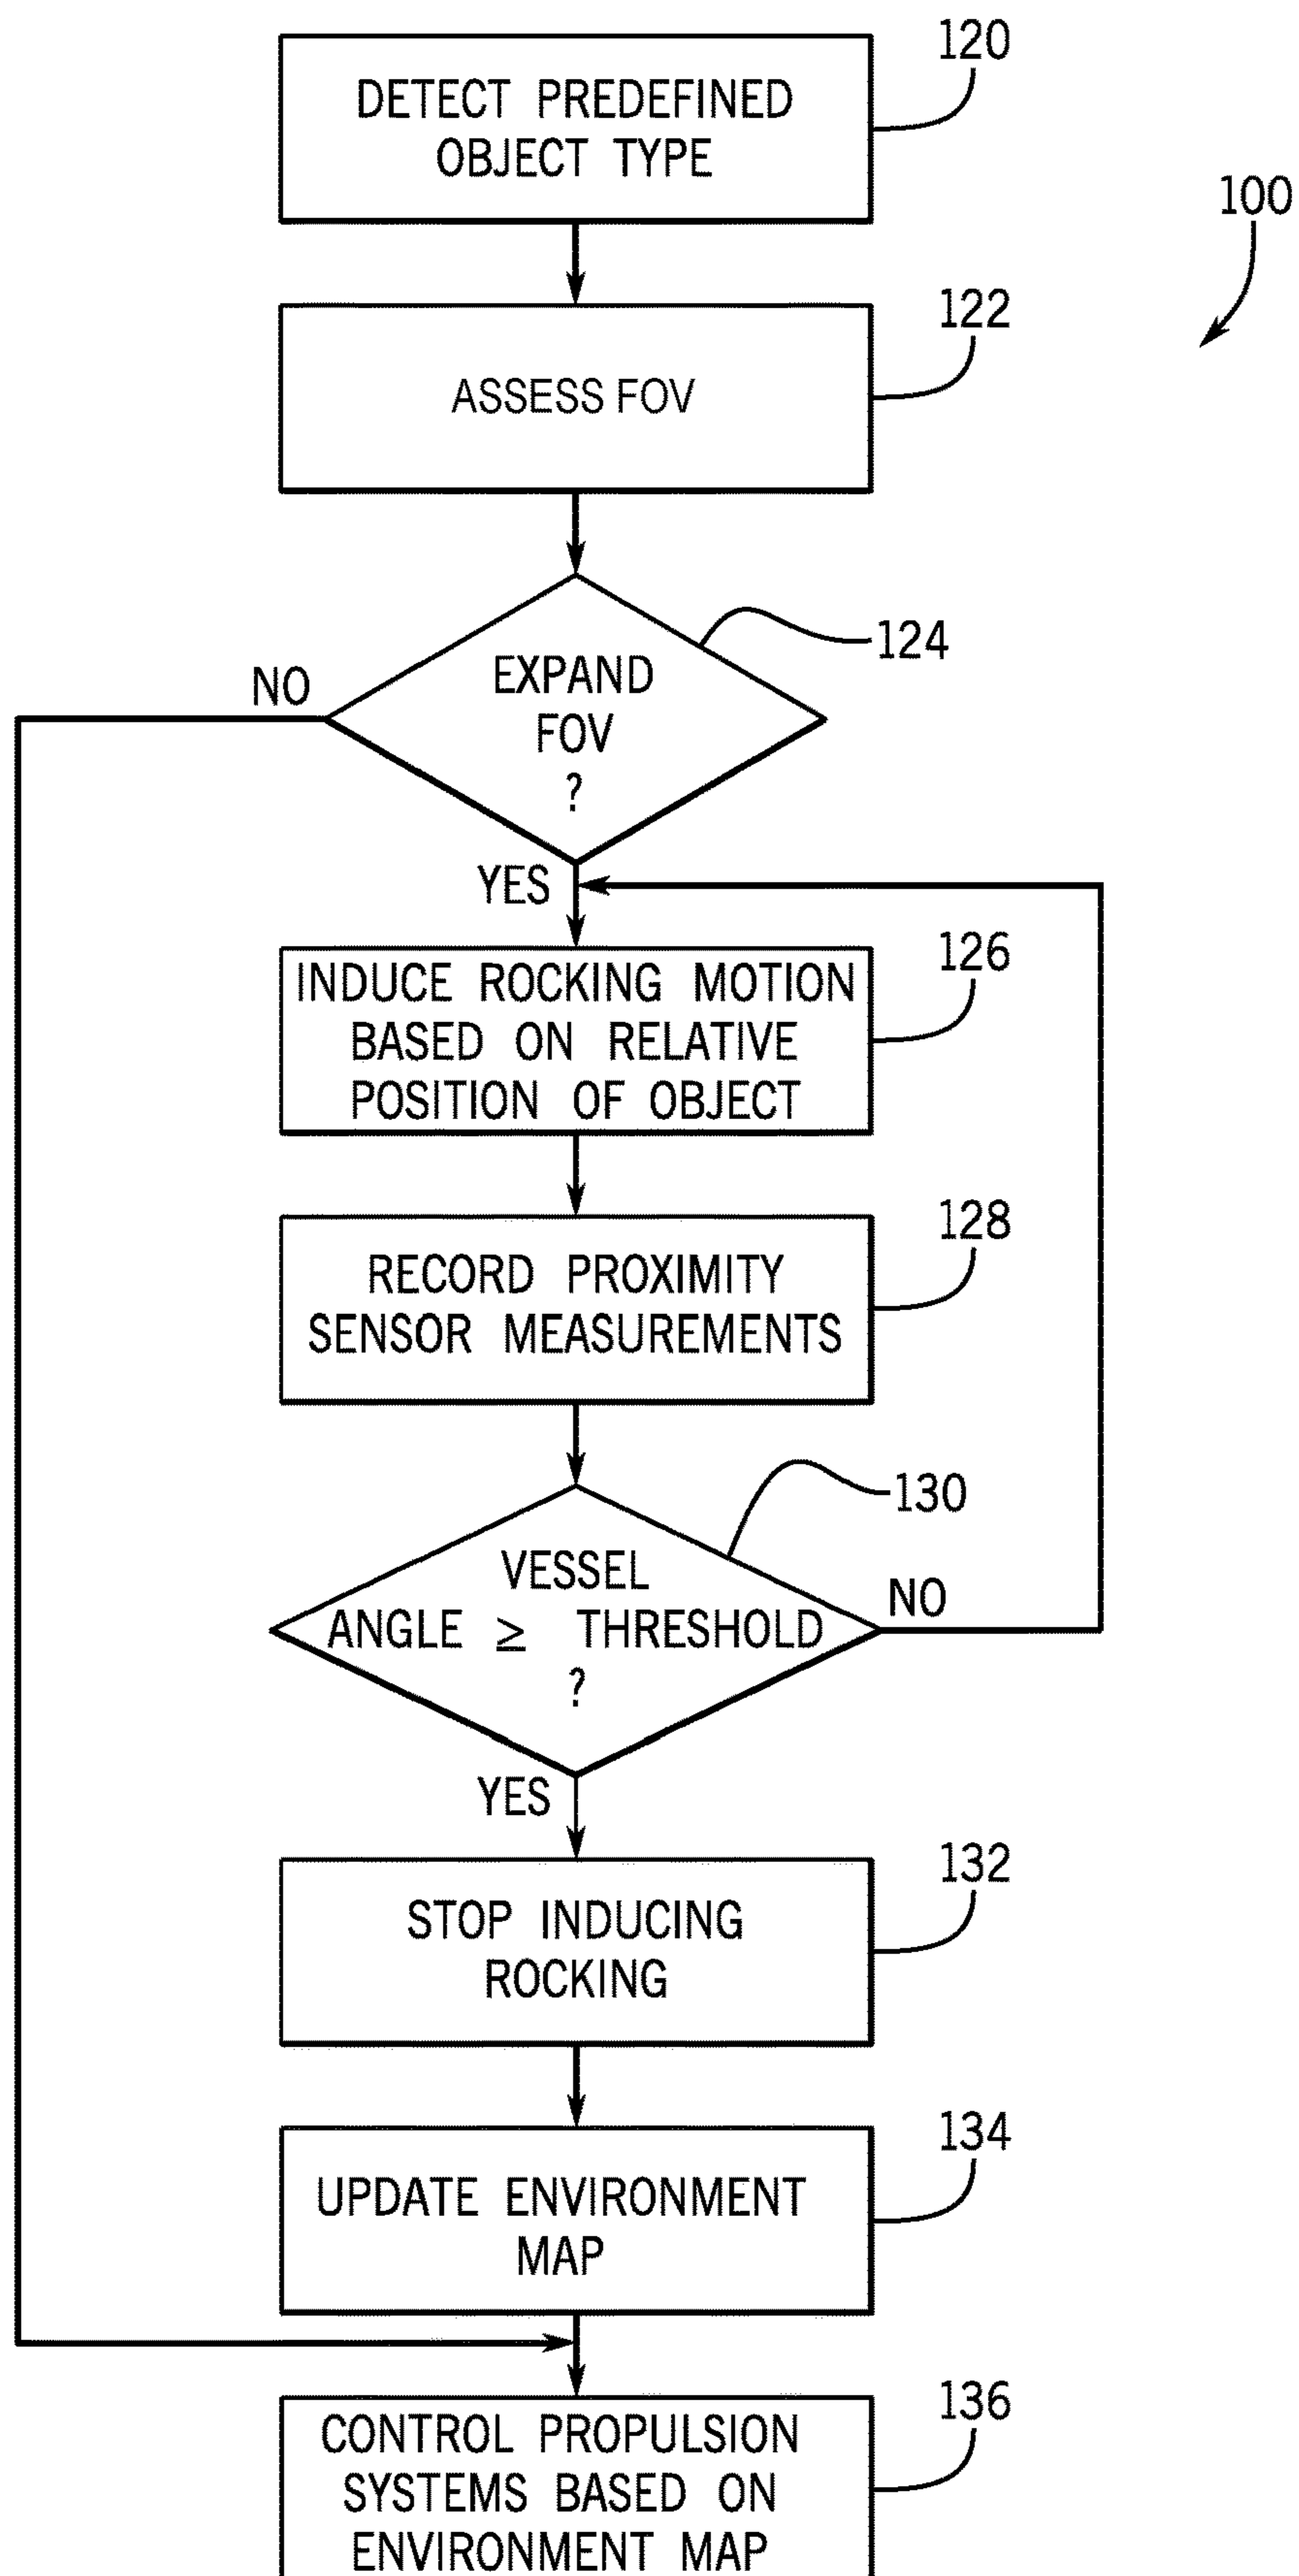 120
DETECT PREDEFINED
OBJECT TYPE
100
122
ASSESS FOV
124
EXPAND
FOV
?
NO
YES
126
INDUCE ROCKING MOTION
BASED ON RELATIVE
POSITION OF OBJECT
128
RECORD PROXIMITY
SENSOR MEASUREMENTS
130
VESSEL
ANGLE ≥ THRESHOLD
?
NO
YES
132
STOP INDUCING
ROCKING
134
UPDATE ENVIRONMENT
MAP
136
CONTROL PROPULSION
SYSTEMS BASED ON
ENVIRONMENT MAP